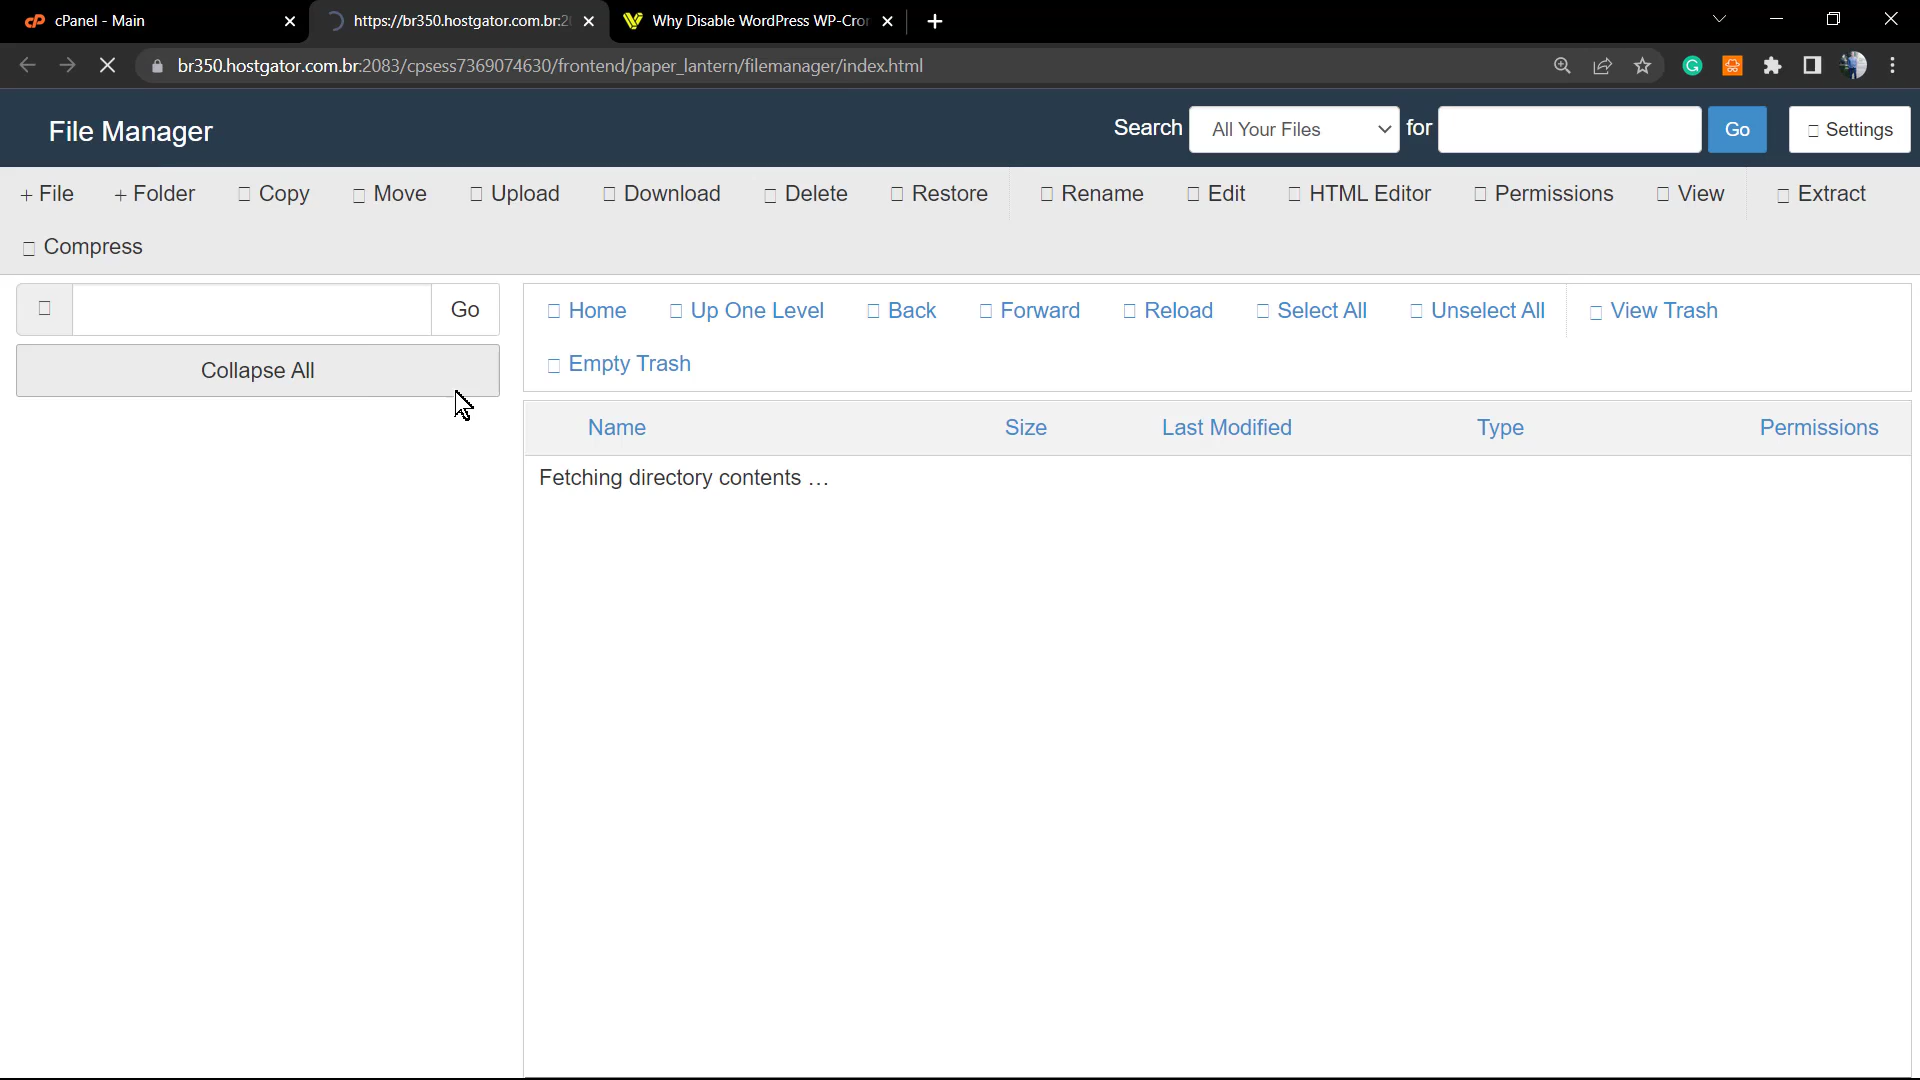 cPanel - Main
https://br350.hostgator.com.br:2
Why Disable WordPress WP-Cron
br350.hostgator.com.br:2083/cpsess7369074630/frontend/paper_lantern/filemanager/index.html
File Manager
Search All Your Files for Go Settings
+ File + Folder Copy Move Upload Download Delete Restore Rename Edit HTML Editor Permissions View Extract
Compress
Go
Collapse All
Home Up One Level Back Forward Reload Select All Unselect All View Trash
Empty Trash
Name Size Last Modified Type Permissions
Fetching directory contents …